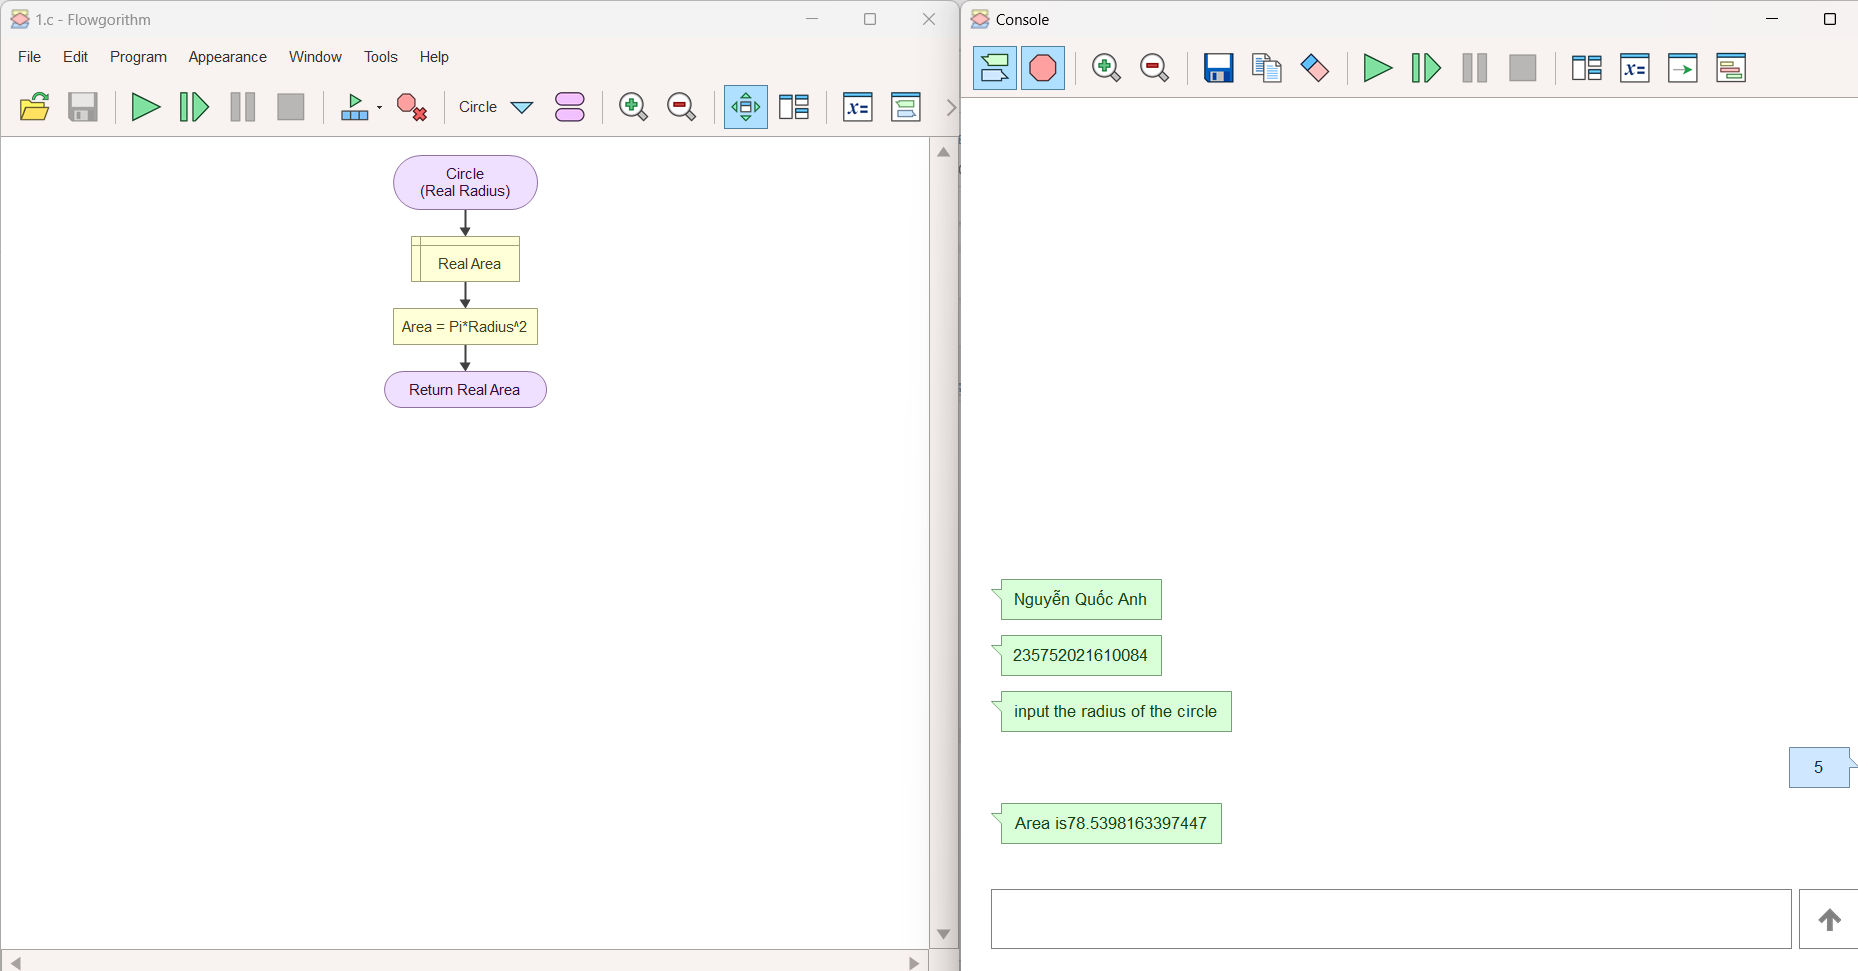 1.c - Flowgorithm
File Edit Program Appearance Window Tools Help
Circle
x=
Circle
(Real Radius)
Real Area
Area = Pi*Radius^2
Return Real Area
Console
x=
Nguyễn Quốc Anh
235752021610084
input the radius of the circle
5
Area is78.5398163397447